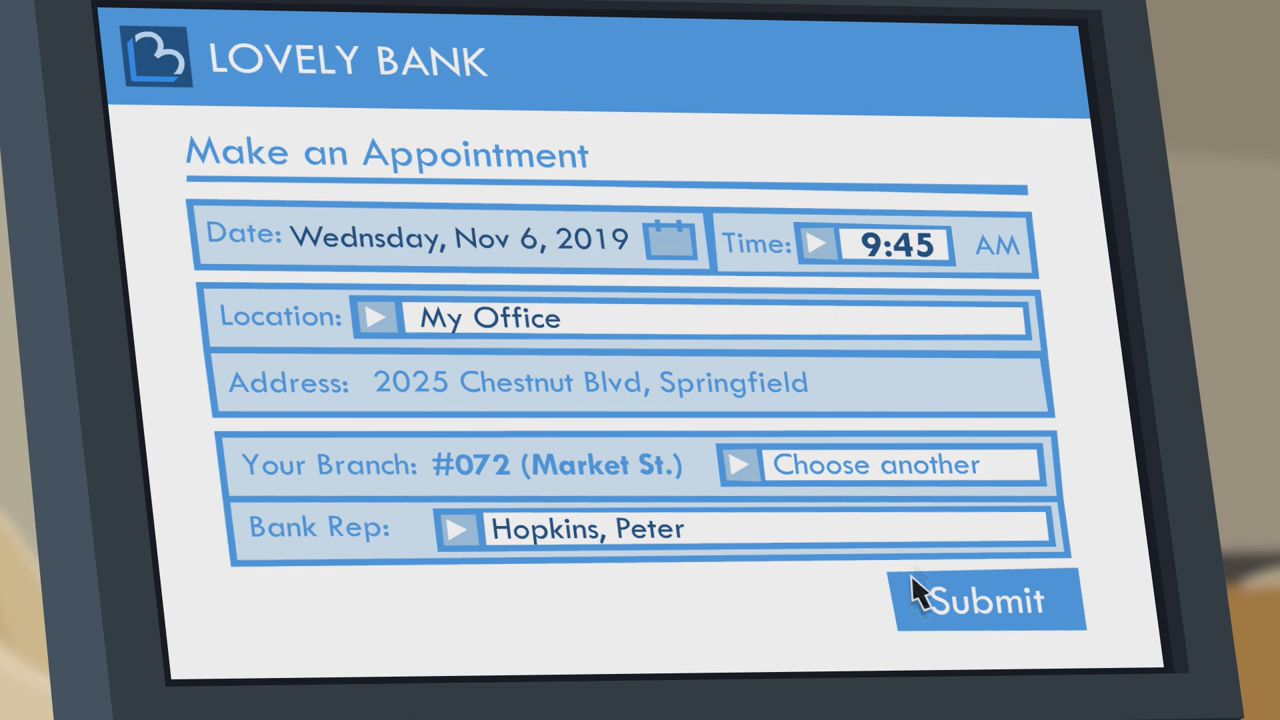 LOVELY BANK
Make an Appointment
Date: Wednsday, Nov 6, 2019 Time: 9:45 AM
Location: My Office
Address: 2025 Chestnut Blvd, Springfield
Your Branch: #072 (Market St.) Choose another
Bank Rep: Hopkins, Peter
Submit